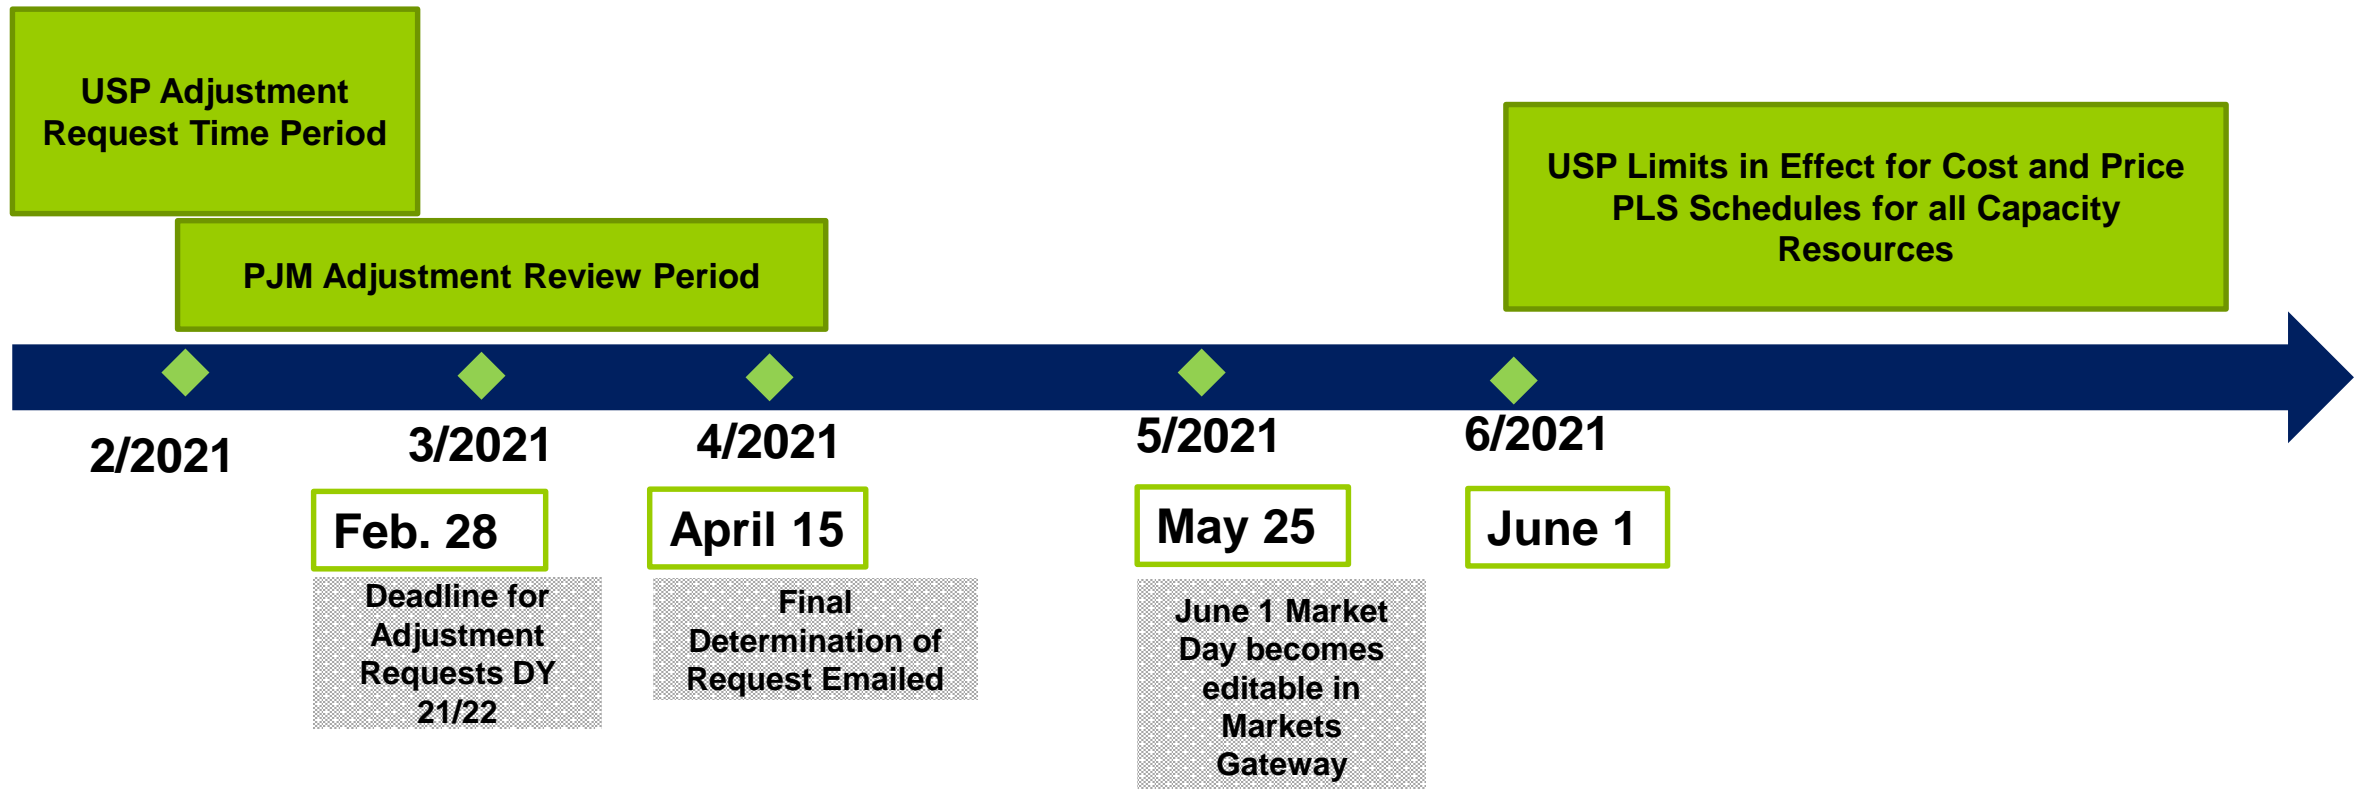 USP Adjustment
Request Time Period
PJM Adjustment Review Period
USP Limits in Effect for Cost and Price
PLS Schedules for all Capacity
Resources
2/2021
3/2021
4/2021
5/2021
6/2021
Feb. 28
Deadline for
Adjustment
Requests DY
21/22
April 15
Final
Determination of
Request Emailed
May 25
June 1 Market
Day becomes
editable in
Markets
Gateway
June 1